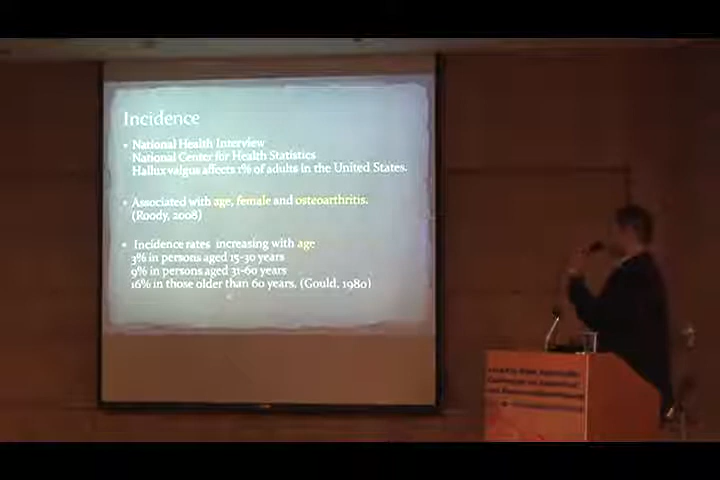 Incidence
• National Health Interview
National Center for Health Statistics
Hallux valgus affects 1% of adults in the United States.
• Associated with age, female and osteoarthritis.
(Roody, 2008)
• Incidence rates increasing with age
3% in persons aged 15-30 years
9% in persons aged 31-60 years
16% in those older than 60 years. (Gould, 1980)